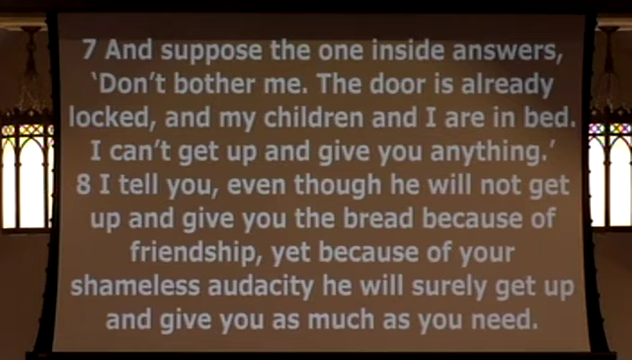 7 And suppose the one inside answers,
‘Don’t bother me. The door is already
locked, and my children and I are in bed.
I can’t get up and give you anything.’
8 I tell you, even though he will not get
up and give you the bread because of
friendship, yet because of your
shameless audacity he will surely get up
and give you as much as you need.